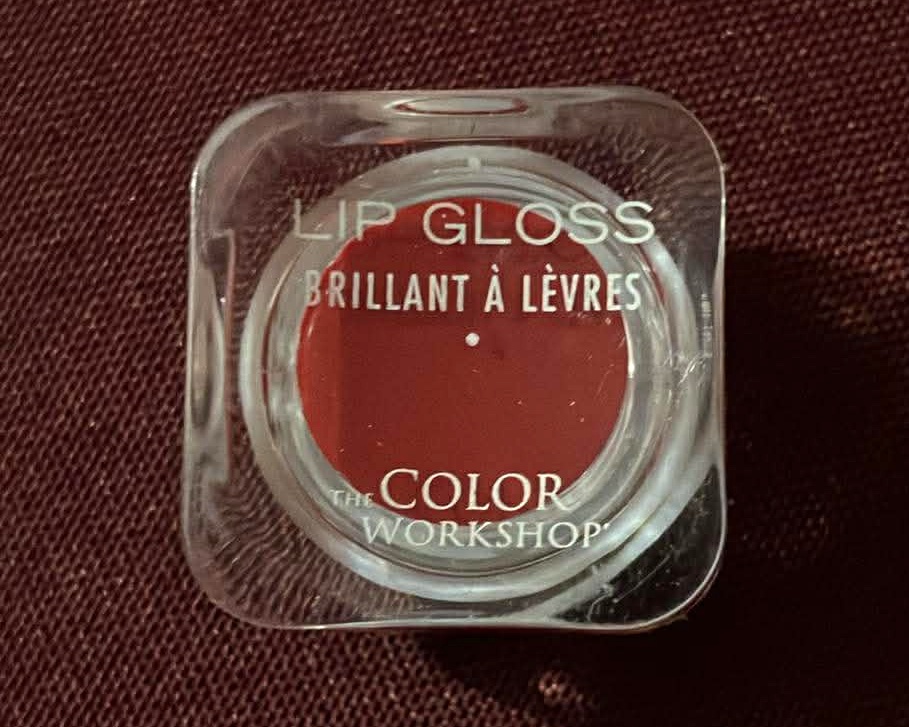 LIP GLOSS
BRILLANT À LÈVRES
THE COLOR
WORKSHOP